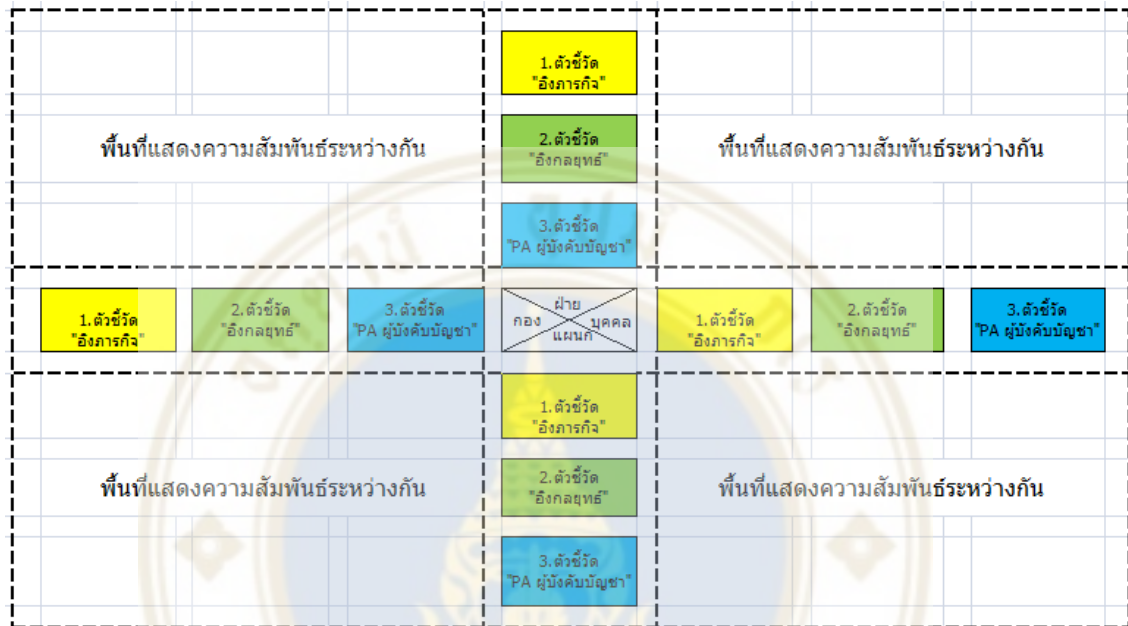 1.ตัวชี้วัด
"อิงภารกิจ"
พื้นที่แสดงความสัมพันธ์ระหว่างกัน
2.ตัวชี้วัด
"อิงกลยุทธ์"
พื้นที่แสดงความสัมพันธ์ระหว่างกัน
3.ตัวชี้วัด
"PA ผู้บังคับบัญชา"
1.ตัวชี้วัด
"อิงภารกิจ"
2.ตัวชี้วัด
"อิงกลยุทธ์"
3.ตัวชี้วัด
"PA ผู้บังคับบัญชา"
ฝ่าย
กอง บุคคล
แผนก
1.ตัวชี้วัด
"อิงภารกิจ"
2.ตัวชี้วัด
"อิงกลยุทธ์"
3.ตัวชี้วัด
"PA ผู้บังคับบัญชา"
1.ตัวชี้วัด
"อิงภารกิจ"
พื้นที่แสดงความสัมพันธ์ระหว่างกัน
2.ตัวชี้วัด
"อิงกลยุทธ์"
พื้นที่แสดงความสัมพันธ์ระหว่างกัน
3.ตัวชี้วัด
"PA ผู้บังคับบัญชา"